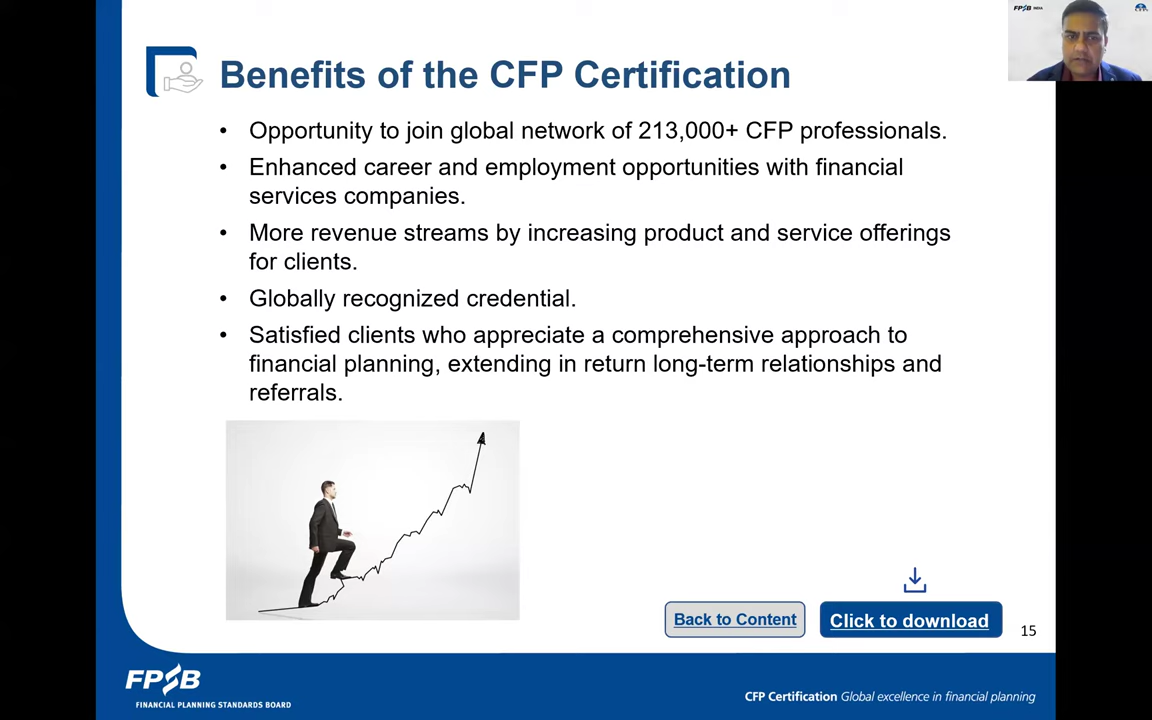 FPSB INDIA
Benefits of the CFP Certification
• Opportunity to join global network of 213,000+ CFP professionals.
• Enhanced career and employment opportunities with financial
services companies.
• More revenue streams by increasing product and service offerings
for clients.
• Globally recognized credential.
• Satisfied clients who appreciate a comprehensive approach to
financial planning, extending in return long-term relationships and
referrals.
Back to Content
Click to download
15
FPSB
FINANCIAL PLANNING STANDARDS BOARD
CFP Certification Global excellence in financial planning